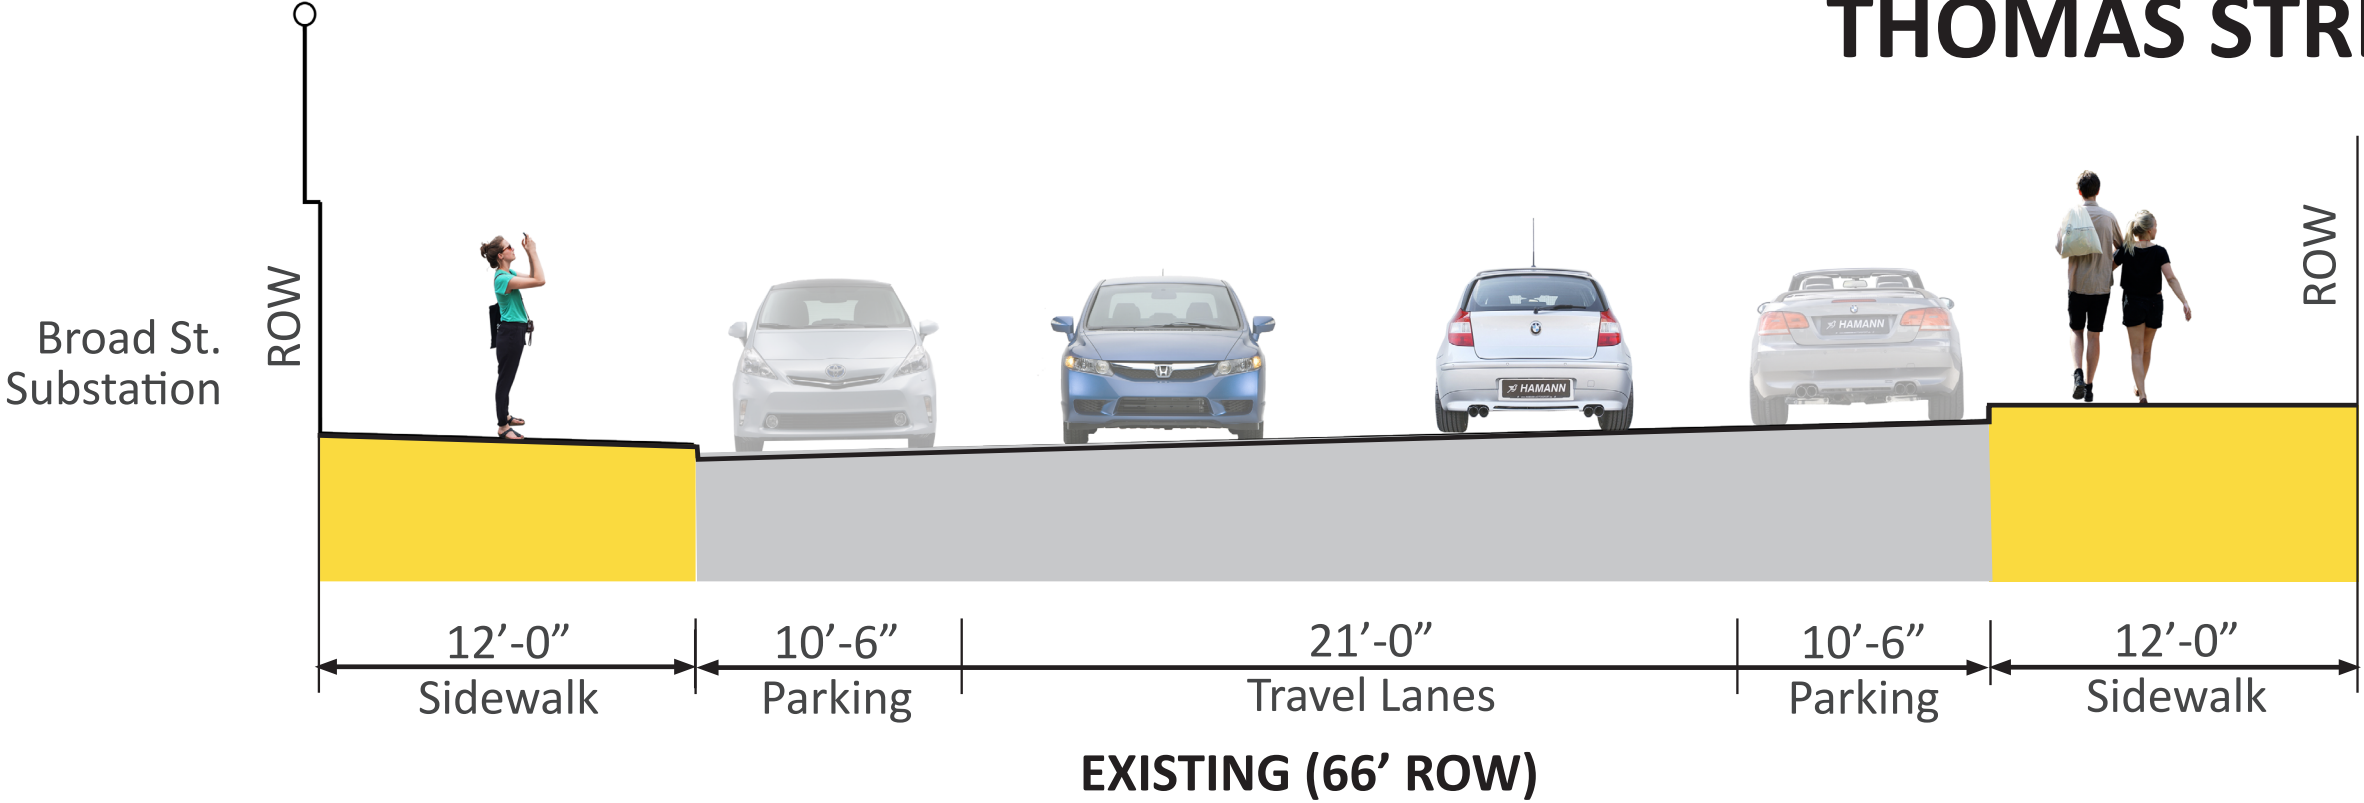 THOMAS STR
ROW
ROW
Broad St.
Substation
HAMANN
HAMANN
12’-0”
10’-6”
21’-0”
10’-6”
12’-0”
Sidewalk
Parking
Travel Lanes
Parking
Sidewalk
EXISTING (66’ ROW)